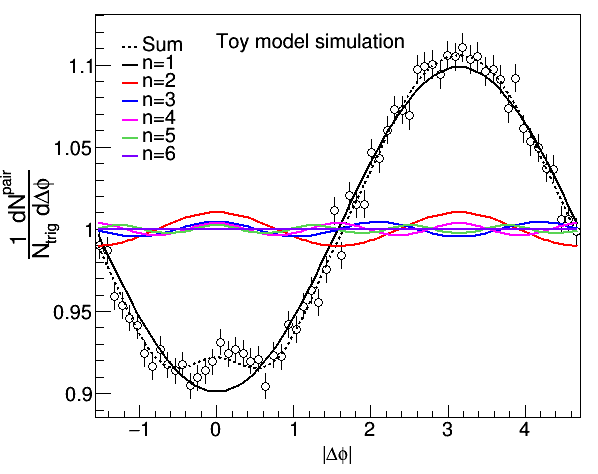 Toy model simulation
Sum
n=1
n=2
n=3
n=4
n=5
n=6
1.1
1.05
1
0.95
0.9
1 dN^pair
N_trig dΔϕ
−1 0 1 2 3 4
|Δϕ|